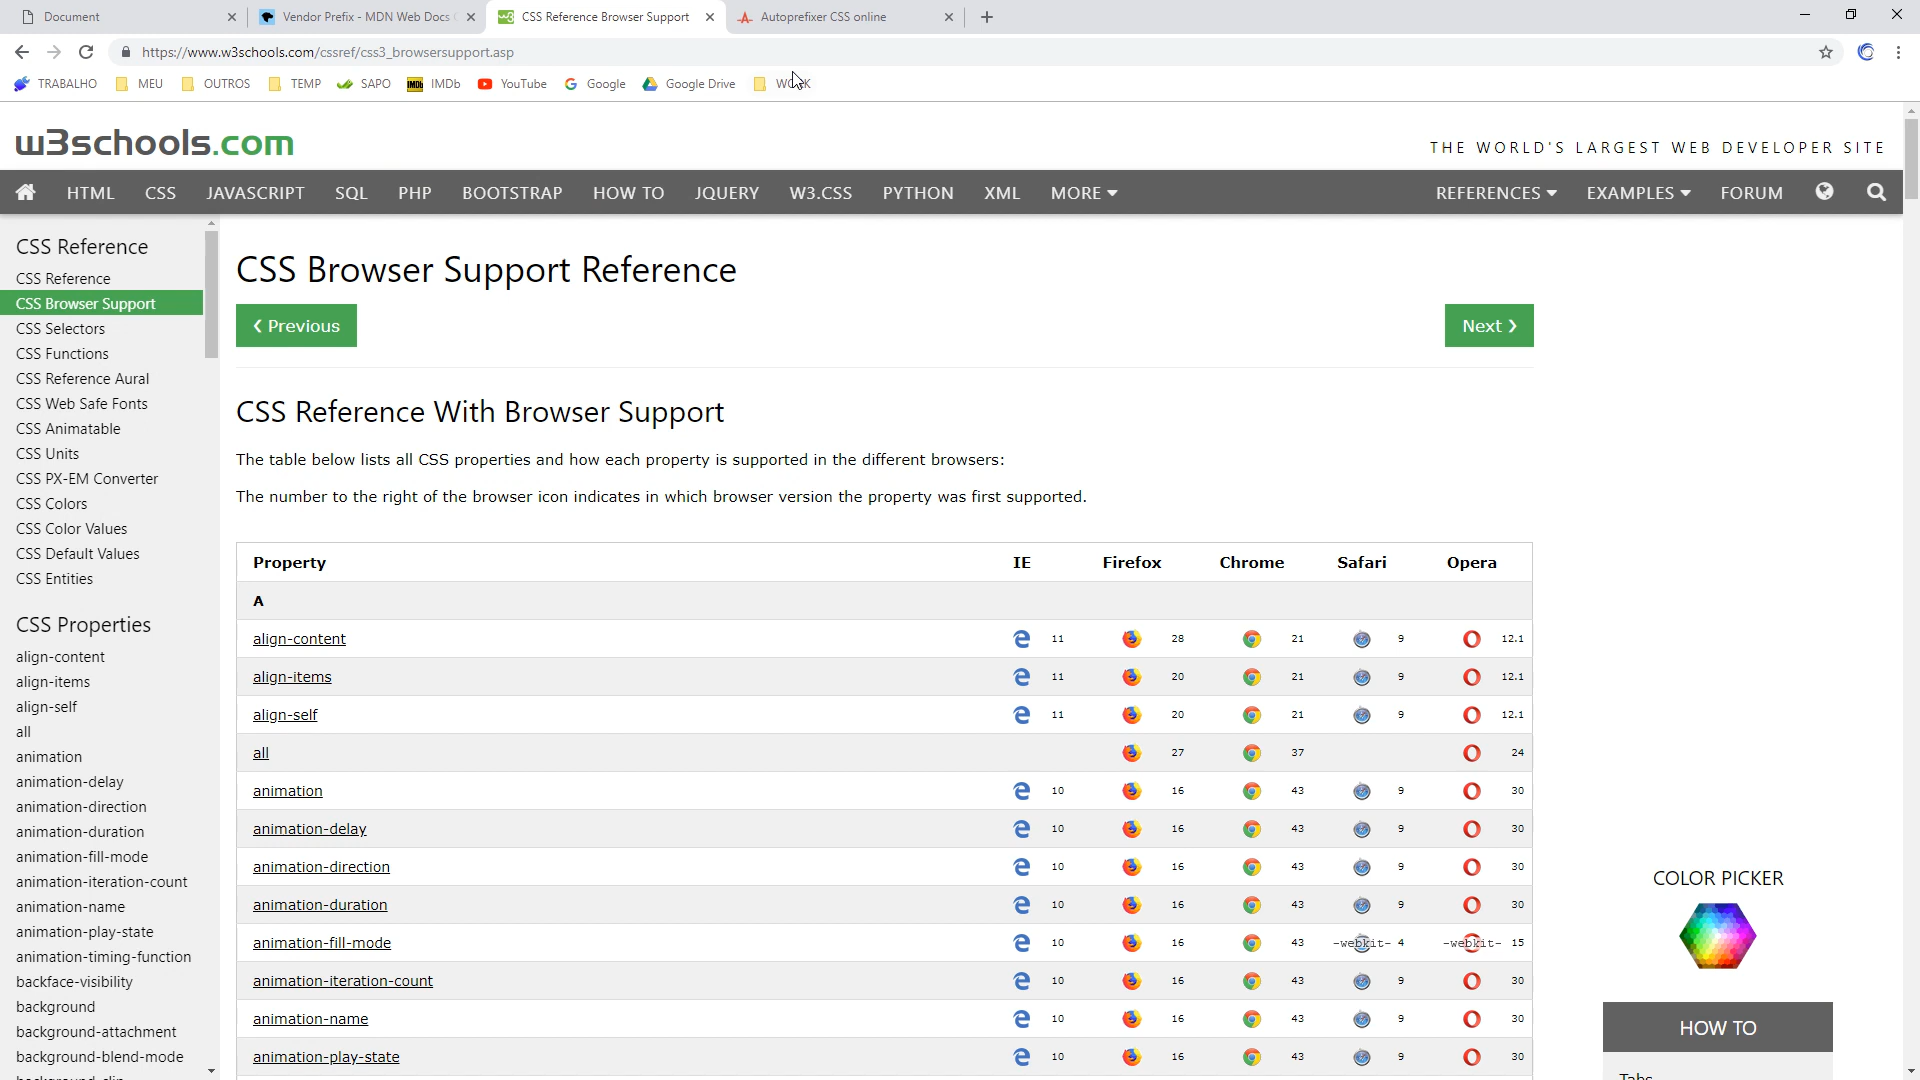 Document
Vendor Prefix - MDN Web Docs
CSS Reference Browser Support
Autoprefixer CSS online
https://www.w3schools.com/cssref/css3_browsersupport.asp
TRABALHO
MEU
OUTROS
TEMP
SAPO
IMDb
YouTube
Google
Google Drive
WORK
w3schools.com
THE WORLD'S LARGEST WEB DEVELOPER SITE
HTML
CSS
JAVASCRIPT
SQL
PHP
BOOTSTRAP
HOW TO
JQUERY
W3.CSS
PYTHON
XML
MORE
REFERENCES
EXAMPLES
FORUM
CSS Reference
CSS Reference
CSS Browser Support
CSS Selectors
CSS Functions
CSS Reference Aural
CSS Web Safe Fonts
CSS Animatable
CSS Units
CSS PX-EM Converter
CSS Colors
CSS Color Values
CSS Default Values
CSS Entities
CSS Properties
align-content
align-items
align-self
all
animation
animation-delay
animation-direction
animation-duration
animation-fill-mode
animation-iteration-count
animation-name
animation-play-state
animation-timing-function
backface-visibility
background
background-attachment
background-blend-mode
CSS Browser Support Reference
❮ Previous
Next ❯
CSS Reference With Browser Support
The table below lists all CSS properties and how each property is supported in the different browsers:
The number to the right of the browser icon indicates in which browser version the property was first supported.
Property IE Firefox Chrome Safari Opera
A
align-content 11 28 21 9 12.1
align-items 11 20 21 9 12.1
align-self 11 20 21 9 12.1
all 27 37 24
animation 10 16 43 9 30
animation-delay 10 16 43 9 30
animation-direction 10 16 43 9 30
animation-duration 10 16 43 9 30
animation-fill-mode 10 16 43 -webkit- 4 -webkit- 15
animation-iteration-count 10 16 43 9 30
animation-name 10 16 43 9 30
animation-play-state 10 16 43 9 30
COLOR PICKER
HOW TO
Tabs